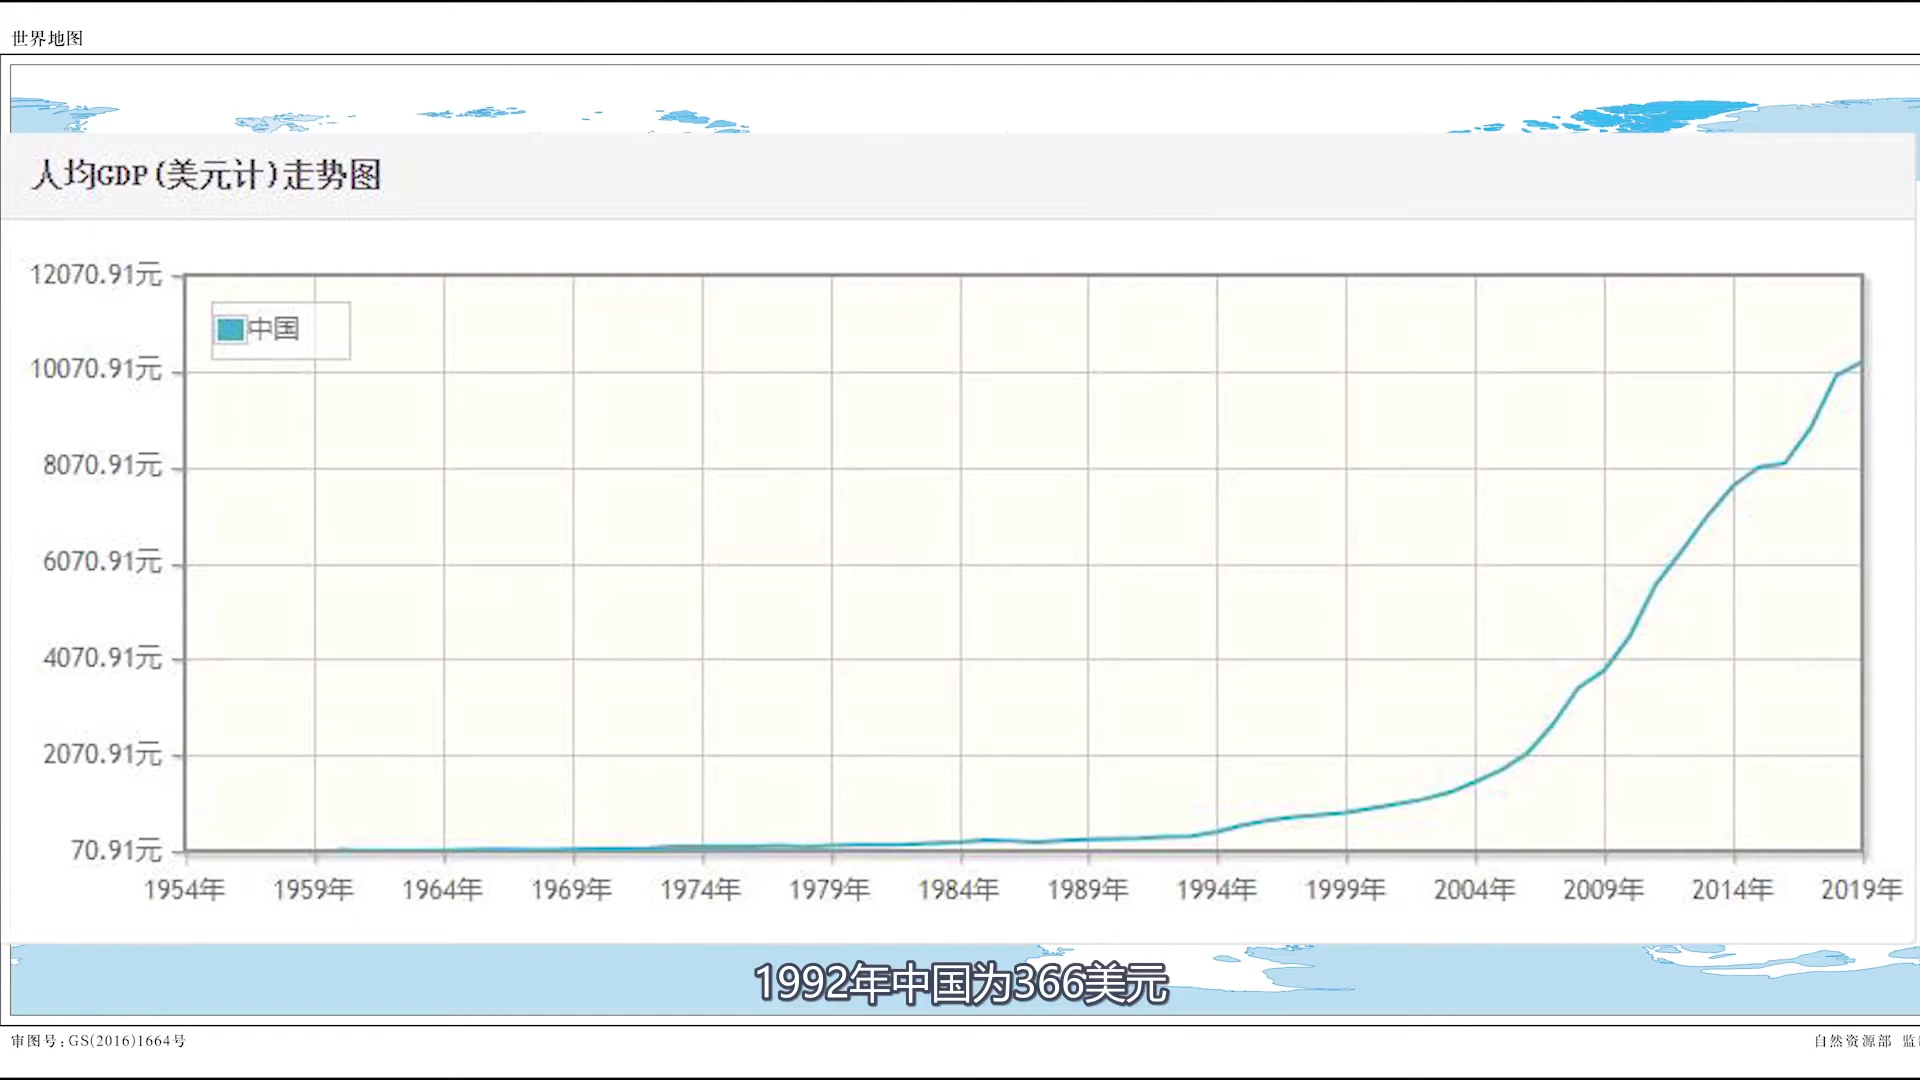 世界地图
人均GDP(美元计)走势图
12070.91元
中国
10070.91元
8070.91元
6070.91元
4070.91元
2070.91元
70.91元
1954年 1959年 1964年 1969年 1974年 1979年 1984年 1989年 1994年 1999年 2004年 2009年 2014年 2019年
1992年中国为366美元
审图号:GS(2016)1664号
自然资源部 监